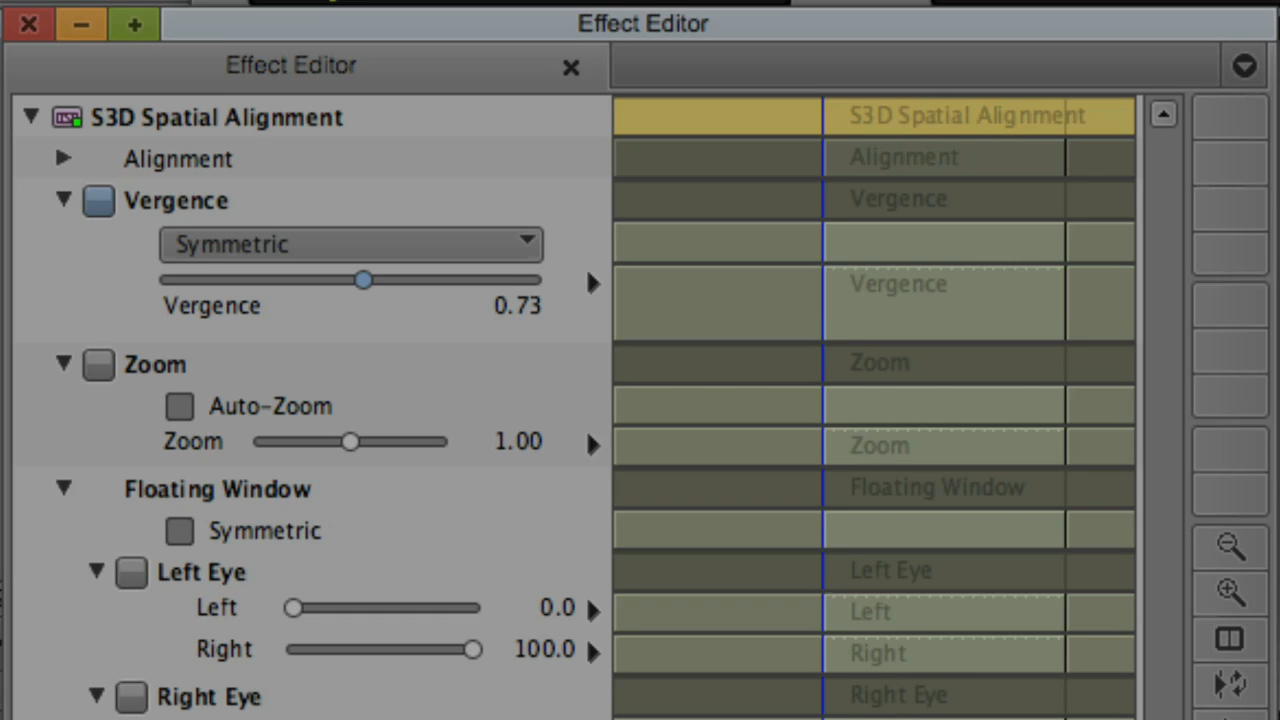 Effect Editor
Effect Editor
S3D Spatial Alignment S3D Spatial Alignment
Alignment Alignment
Vergence Vergence
Symmetric
Vergence 0.73 Vergence
Zoom Zoom
Auto-Zoom
Zoom 1.00 Zoom
Floating Window Floating Window
Symmetric
Left Eye Left Eye
Left 0.0 Left
Right 100.0 Right
Right Eye Right Eye